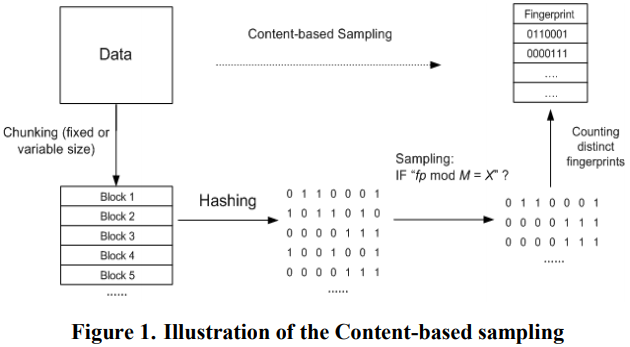 Data
Content-based Sampling
Fingerprint
0110001
0000111
....
....
Chunking (fixed or
variable size)
Counting
distinct
fingerprints
Block 1
Block 2
Block 3
Block 4
Block 5
......
Hashing
0 1 1 0 0 0 1
1 0 1 1 0 1 0
0 0 0 0 1 1 1
1 0 0 1 0 0 1
0 0 0 0 1 1 1
......
Sampling:
IF "fp mod M = X" ?
0 1 1 0 0 0 1
0 0 0 0 1 1 1
0 0 0 0 1 1 1
......
Figure 1. Illustration of the Content-based sampling